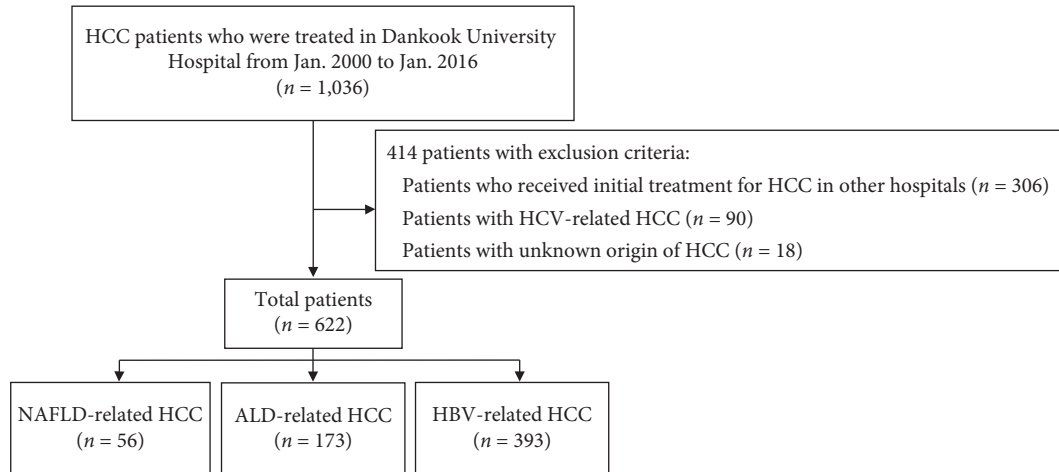 HCC patients who were treated in Dankook University
Hospital from Jan. 2000 to Jan. 2016
(n = 1,036)
414 patients with exclusion criteria:
Patients who received initial treatment for HCC in other hospitals (n = 306)
Patients with HCV-related HCC (n = 90)
Patients with unknown origin of HCC (n = 18)
Total patients
(n = 622)
NAFLD-related HCC
(n = 56)
ALD-related HCC
(n = 173)
HBV-related HCC
(n = 393)